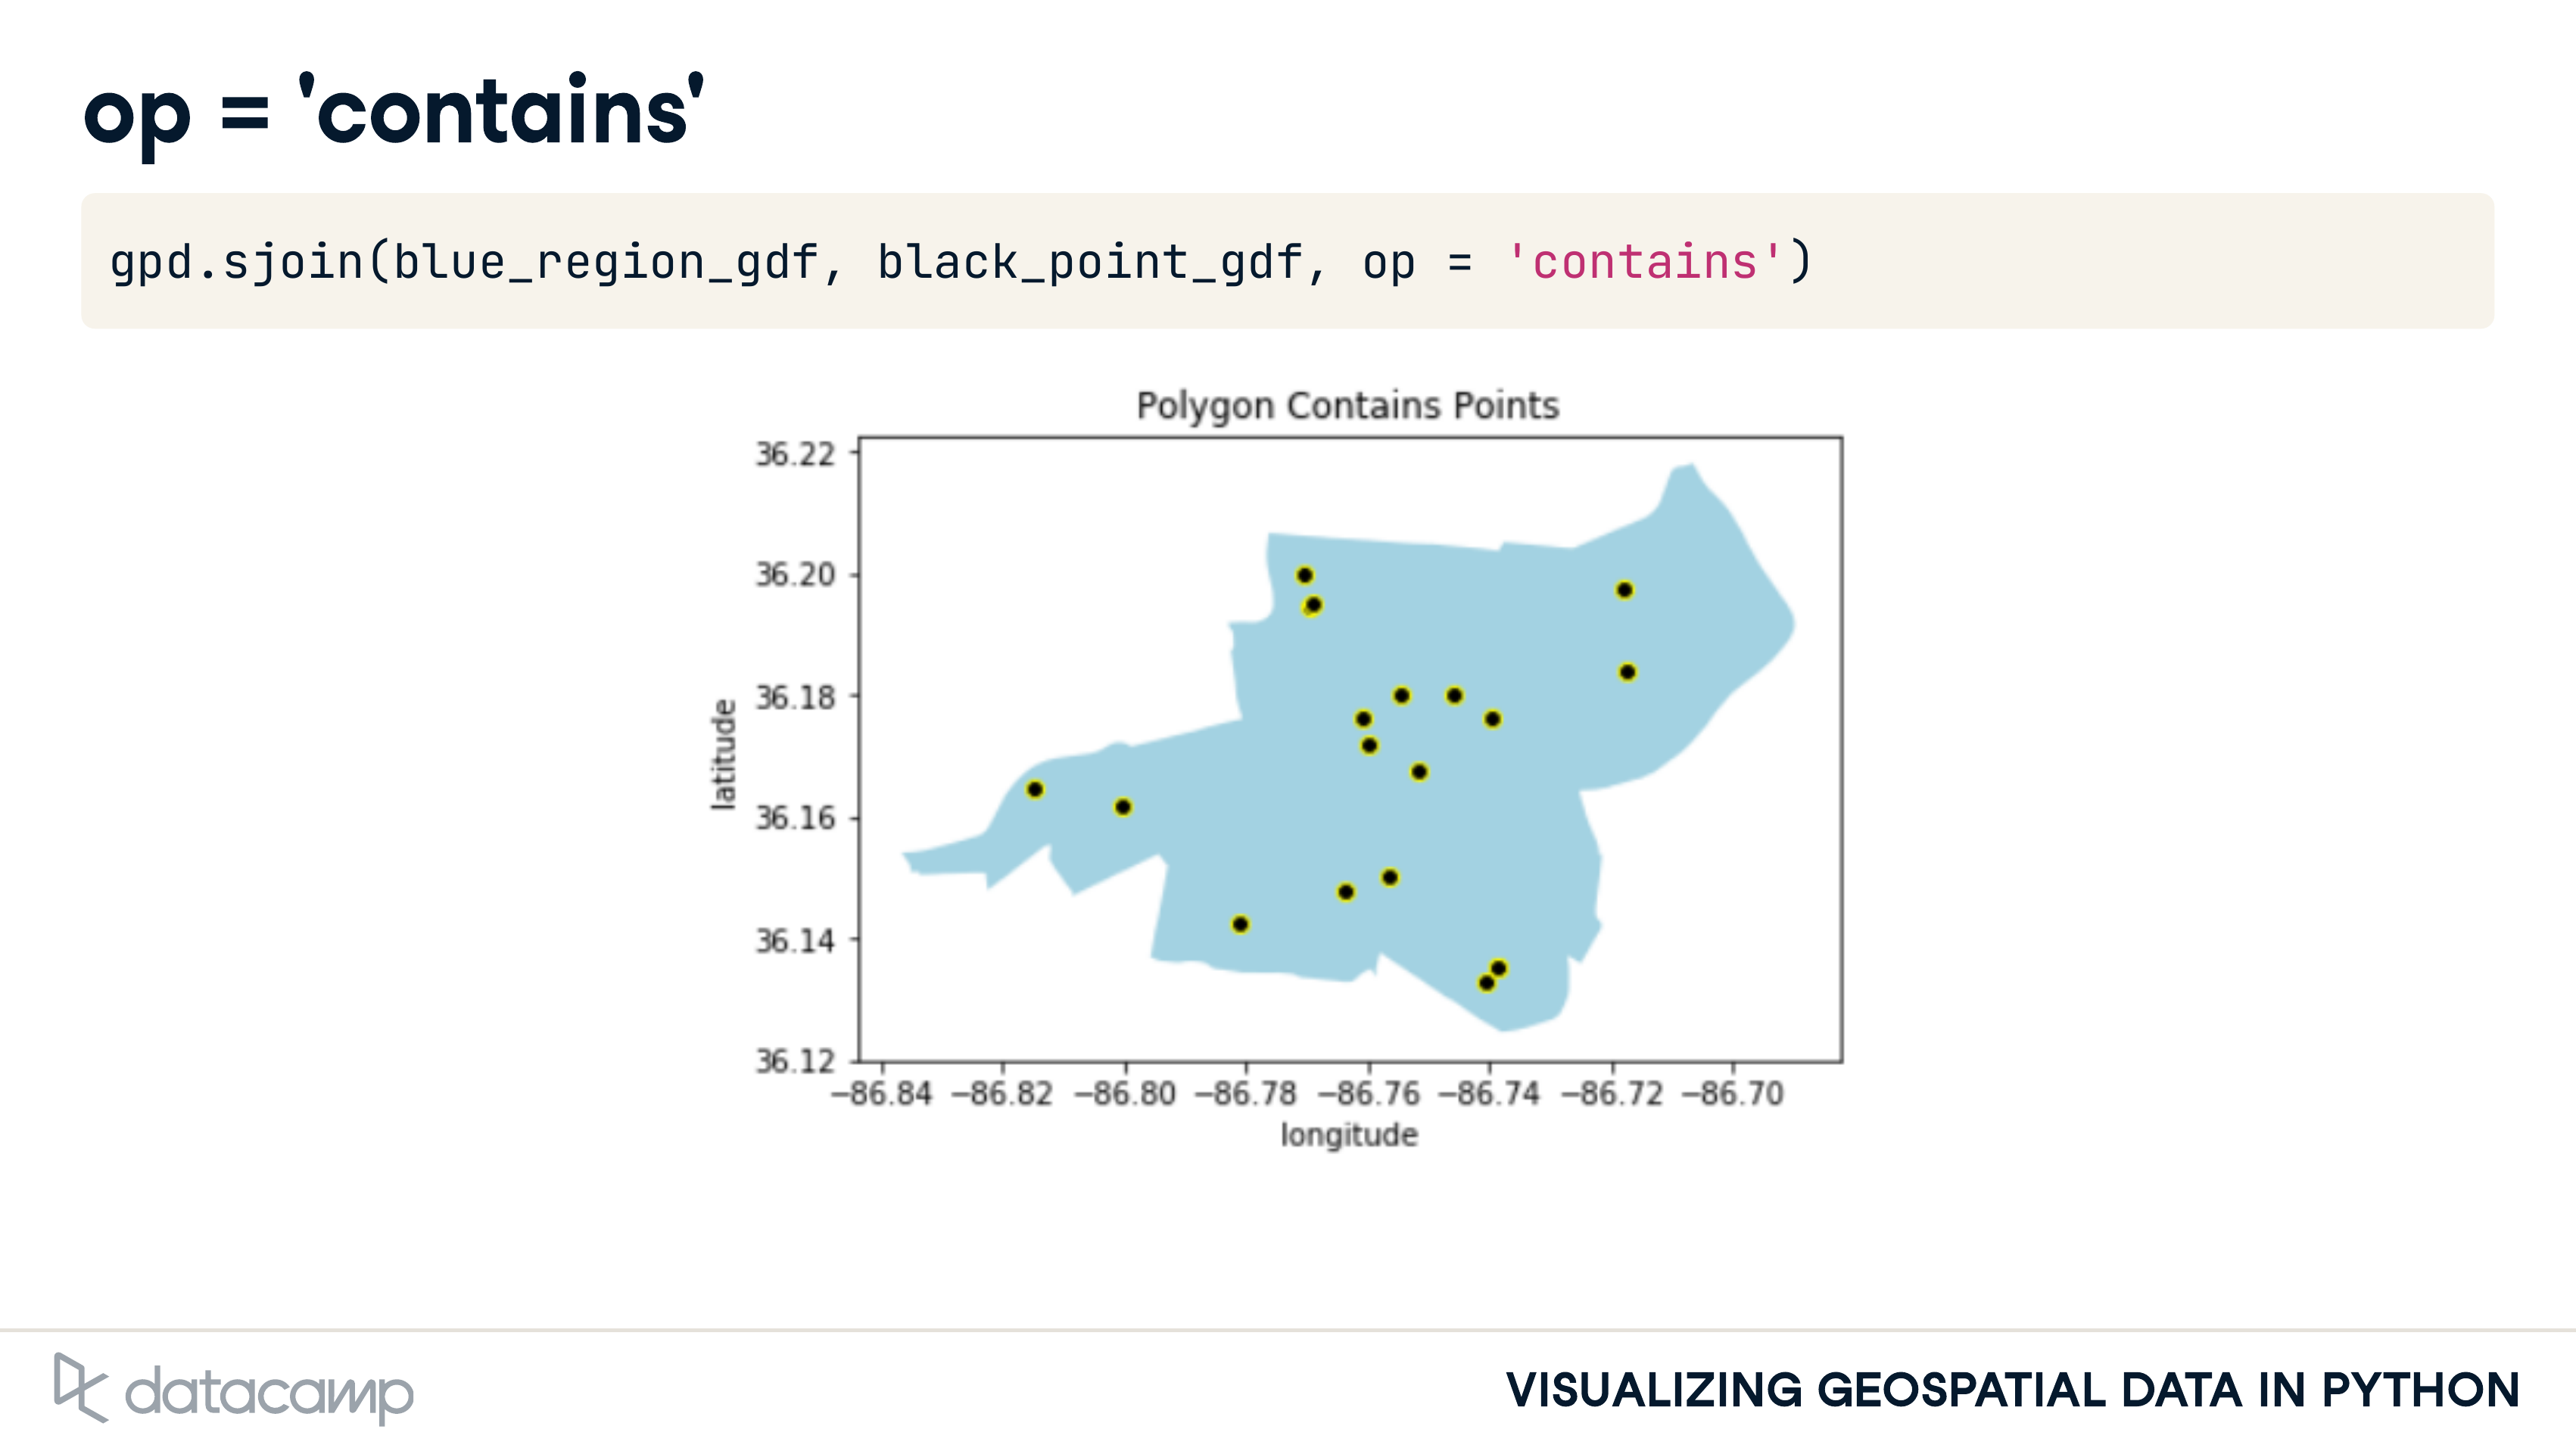 op = 'contains'
gpd.sjoin(blue_region_gdf, black_point_gdf, op = 'contains')
Polygon Contains Points
36.22
36.20
36.18
36.16
36.14
36.12
latitude
−86.84 −86.82 −86.80 −86.78 −86.76 −86.74 −86.72 −86.70
longitude
datacamp
VISUALIZING GEOSPATIAL DATA IN PYTHON